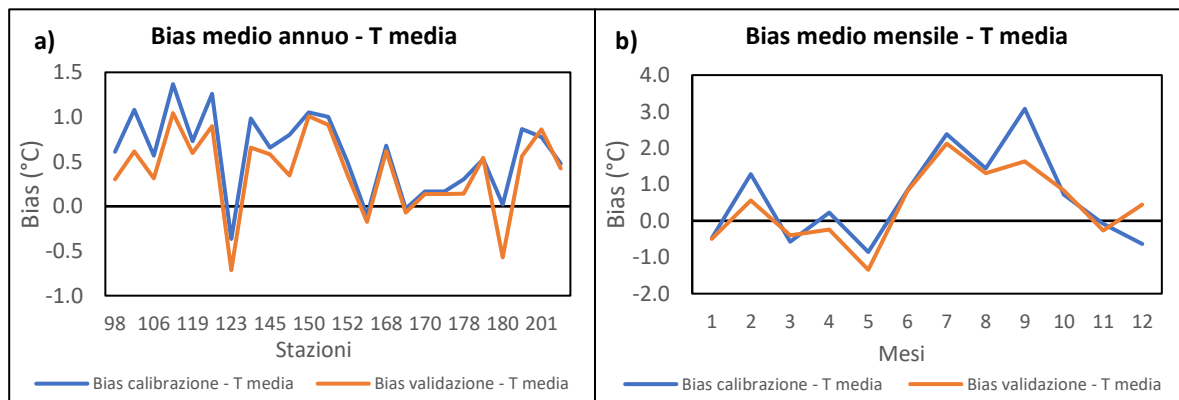 a)
Bias medio annuo - T media
1.5
1.0
0.5
0.0
-0.5
-1.0
Bias (°C)
98 106 119 123 145 150 152 168 170 178 180 201
Stazioni
Bias calibrazione - T media Bias validazione - T media
b)
Bias medio mensile - T media
4.0
3.0
2.0
1.0
0.0
-1.0
-2.0
Bias (°C)
1 2 3 4 5 6 7 8 9 10 11 12
Mesi
Bias calibrazione - T media Bias validazione - T media